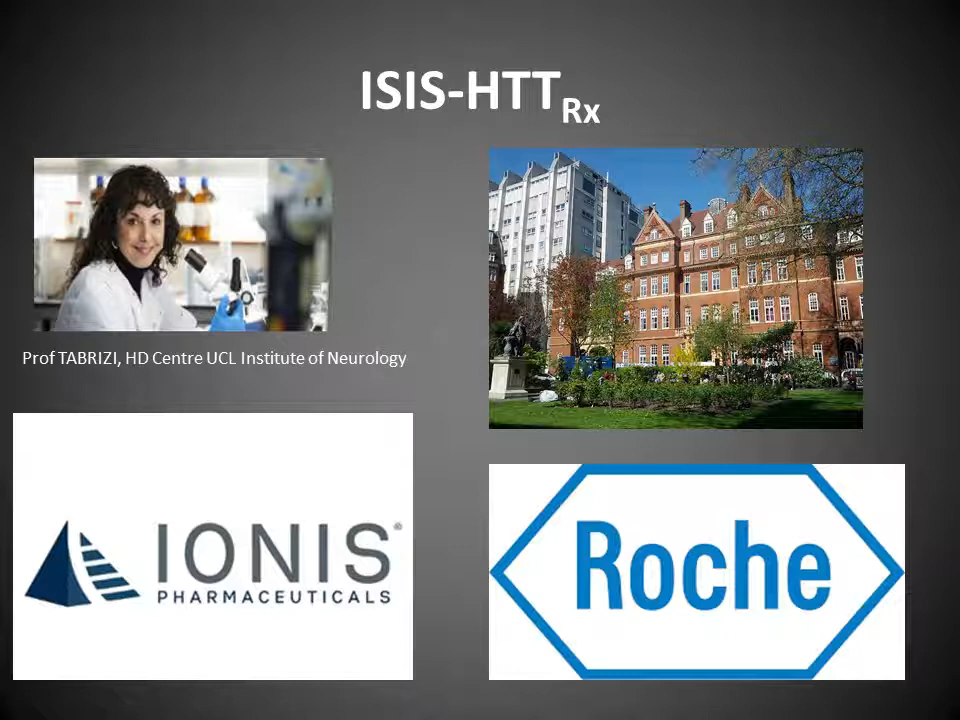 ISIS-HTTRx
Prof TABRIZI, HD Centre UCL Institute of Neurology
IONIS®
PHARMACEUTICALS
Roche